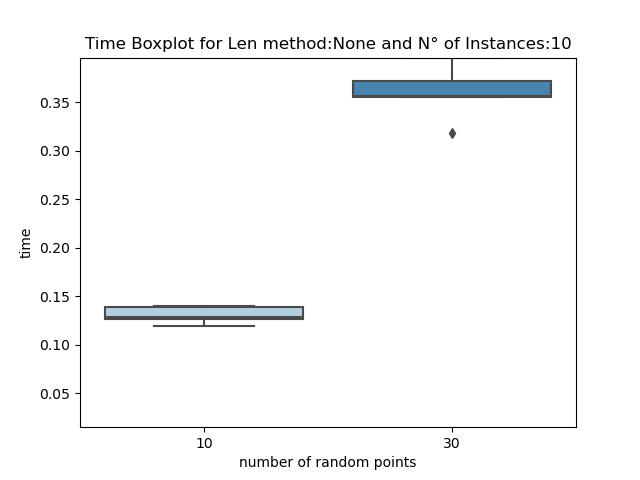 Time Boxplot for Len method:None and N° of Instances:10
0.35
0.30
0.25
0.20
0.15
0.10
0.05
time
10 30
number of random points